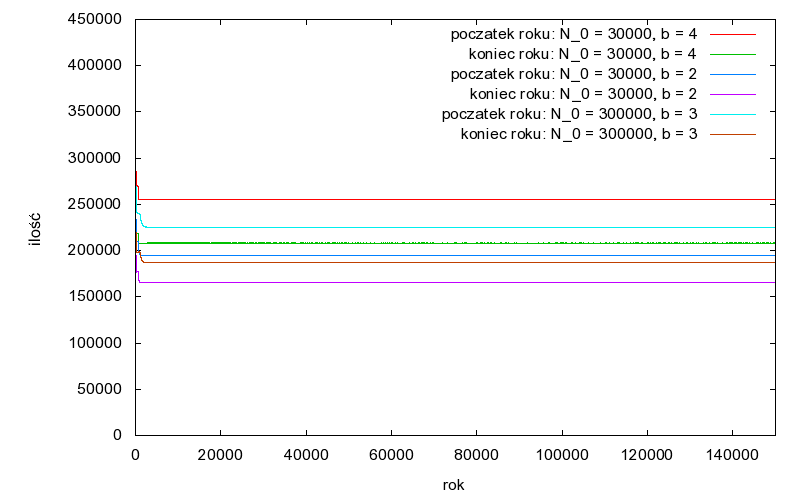 450000
400000
350000
300000
250000
200000
150000
100000
50000
0
ilość
początek roku: N_0 = 30000, b = 4
koniec roku: N_0 = 30000, b = 4
początek roku: N_0 = 30000, b = 2
koniec roku: N_0 = 30000, b = 2
początek roku: N_0 = 300000, b = 3
koniec roku: N_0 = 300000, b = 3
0 20000 40000 60000 80000 100000 120000 140000
rok